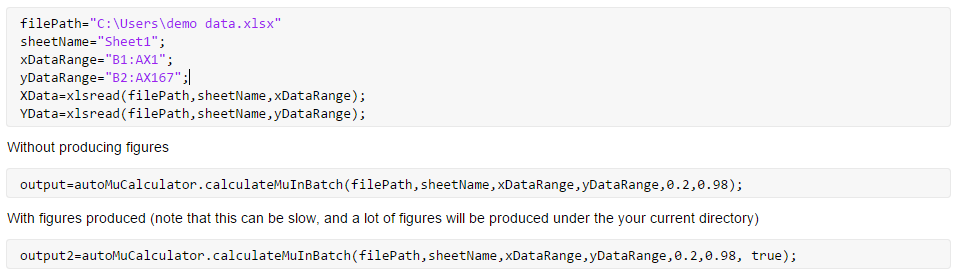 filePath="C:\Users\demo data.xlsx"
sheetName="Sheet1";
xDataRange="B1:AX1";
yDataRange="B2:AX167";
XData=xlsread(filePath,sheetName,xDataRange);
YData=xlsread(filePath,sheetName,yDataRange);
Without producing figures
output=autoMuCalculator.calculateMuInBatch(filePath,sheetName,xDataRange,yDataRange,0.2,0.98);
With figures produced (note that this can be slow, and a lot of figures will be produced under the your current directory)
output2=autoMuCalculator.calculateMuInBatch(filePath,sheetName,xDataRange,yDataRange,0.2,0.98, true);